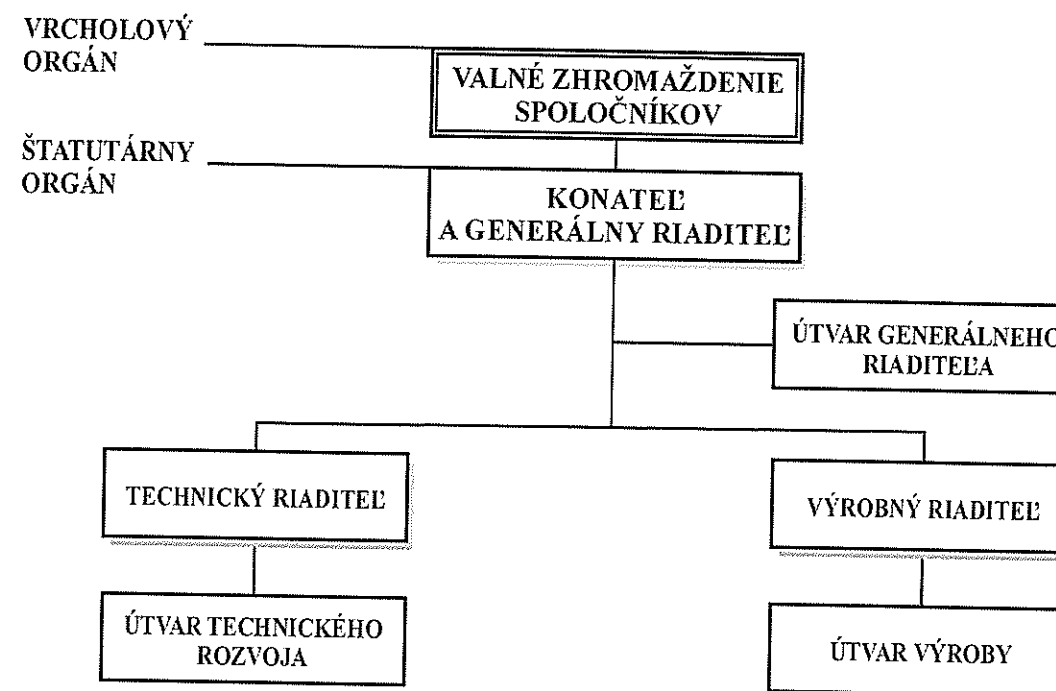 VRCHOLOVÝ
ORGÁN
VALNÉ ZHROMAŽDENIE
SPOLOČNÍKOV
ŠTATUTÁRNY
ORGÁN
KONATEĽ
A GENERÁLNY RIADITEĽ
ÚTVAR GENERÁLNEHO
RIADITEĽA
TECHNICKÝ RIADITEĽ
VÝROBNÝ RIADITEĽ
ÚTVAR TECHNICKÉHO
ROZVOJA
ÚTVAR VÝROBY